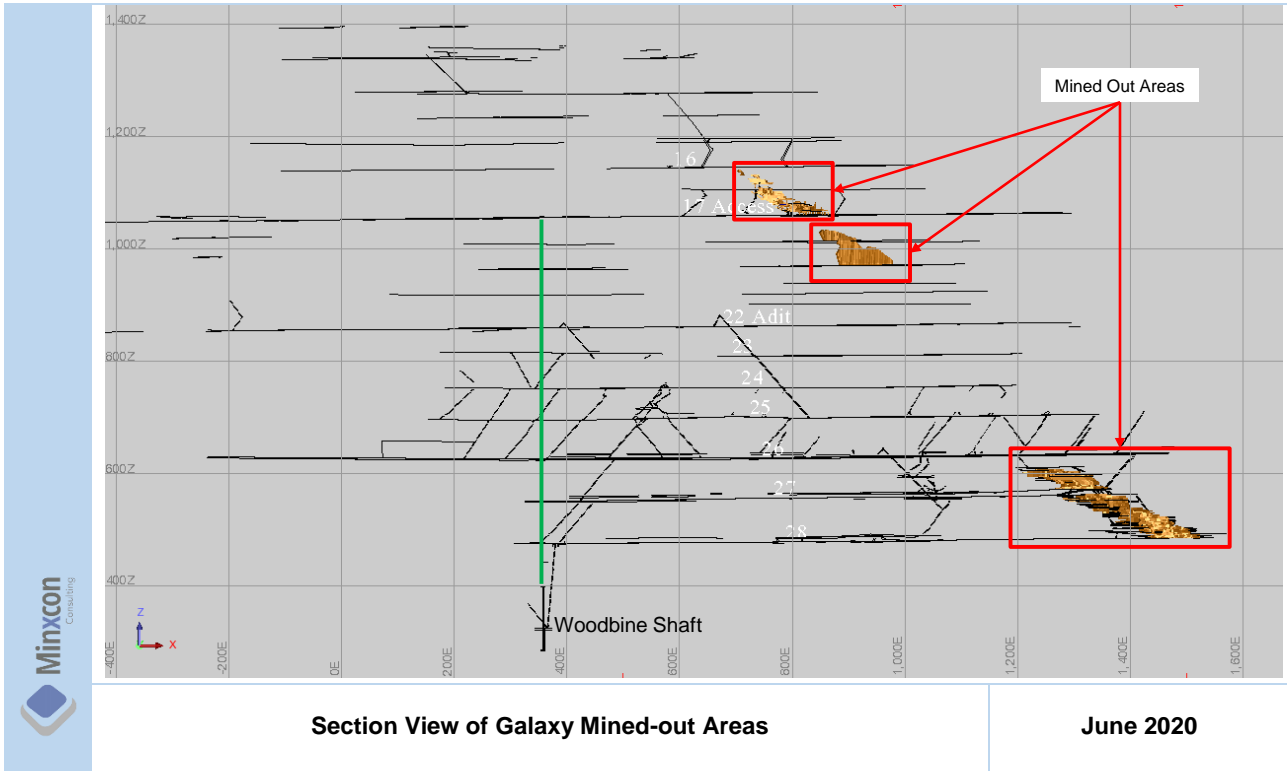 1,400Z
Mined Out Areas
1,200Z
16
17 Access
1,000Z
22 Adit
800Z
23
24
25
26
600Z
27
28
400Z
Woodbine Shaft
Z
X
-400E
-200E
0E
200E
400E
600E
800E
1,000E
1,200E
1,400E
1,600E
Minxcon
Consulting
Section View of Galaxy Mined-out Areas
June 2020